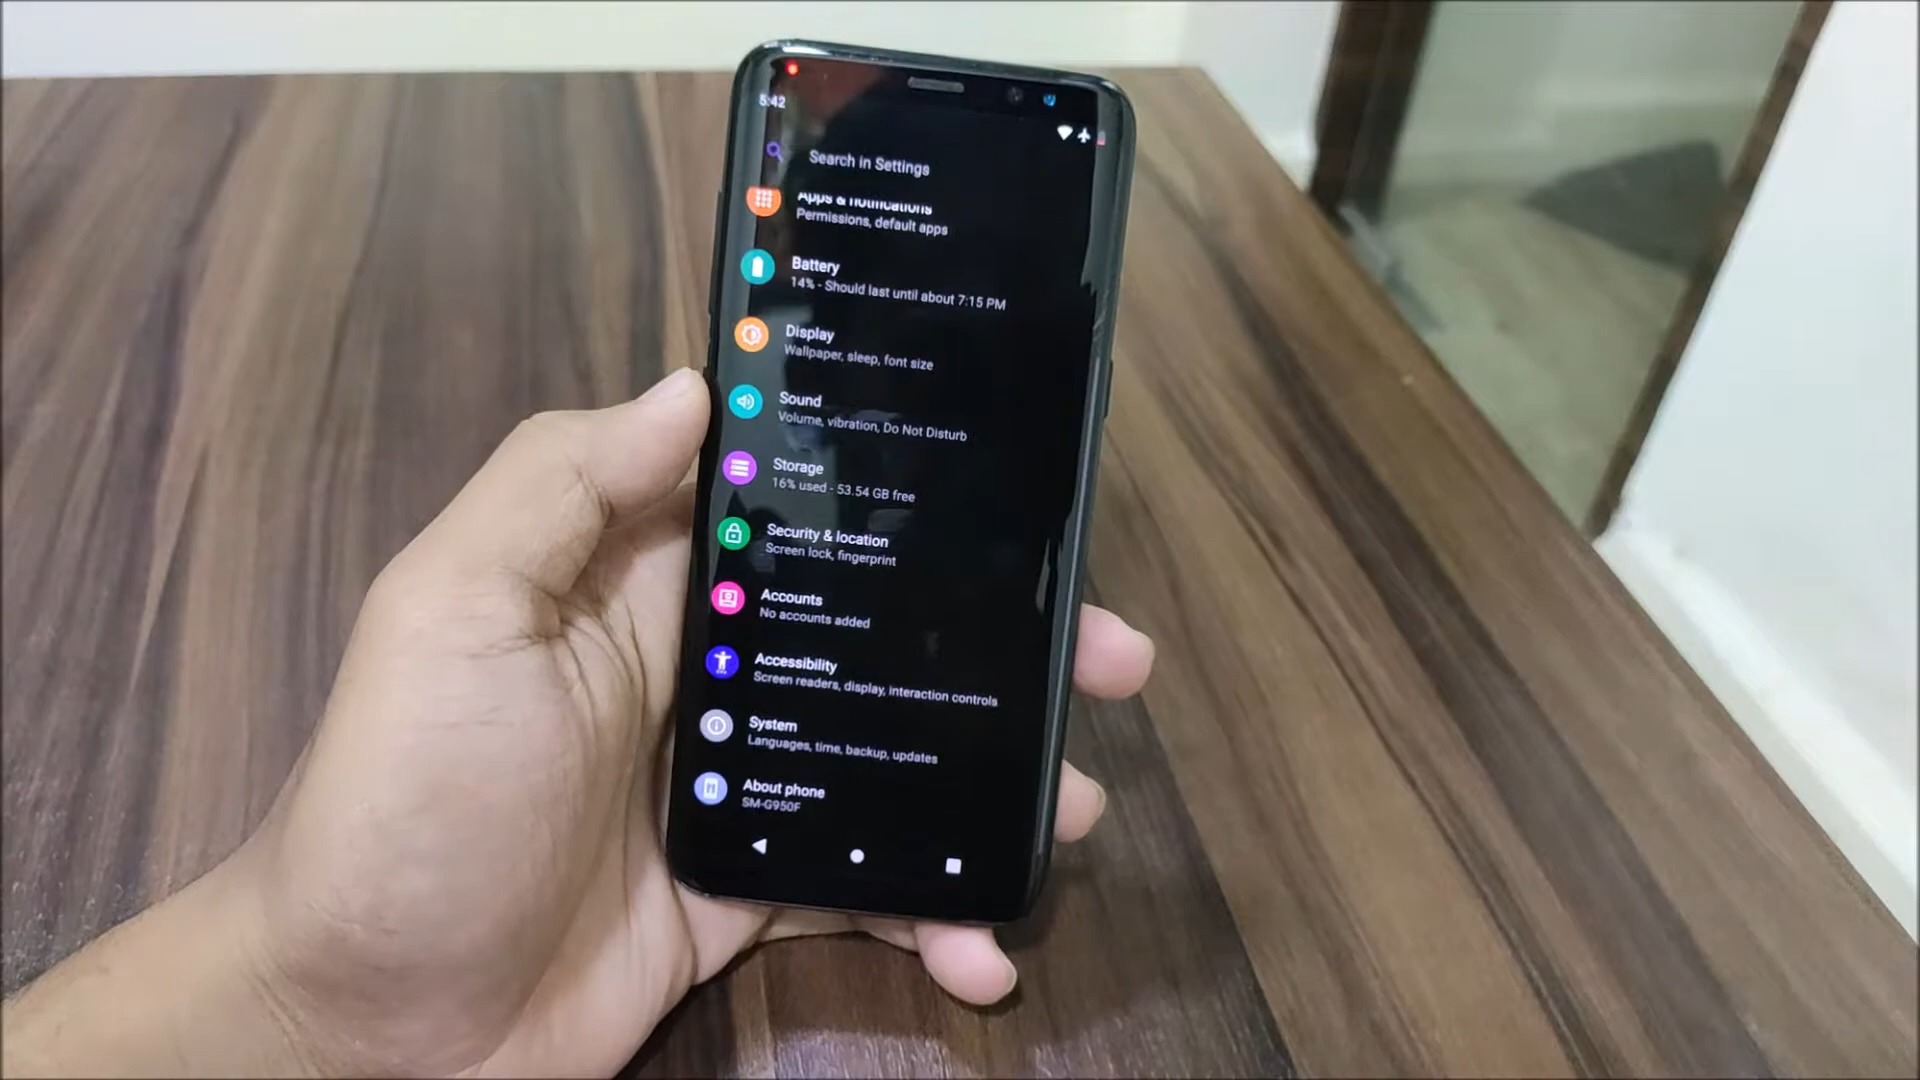 5:42
Search in Settings
Apps & notifications
Permissions, default apps
Battery
14% - Should last until about 7:15 PM
Display
Wallpaper, sleep, font size
Sound
Volume, vibration, Do Not Disturb
Storage
16% used - 53.54 GB free
Security & location
Screen lock, fingerprint
Accounts
No accounts added
Accessibility
Screen readers, display, interaction controls
System
Languages, time, backup, updates
About phone
SM-G950F